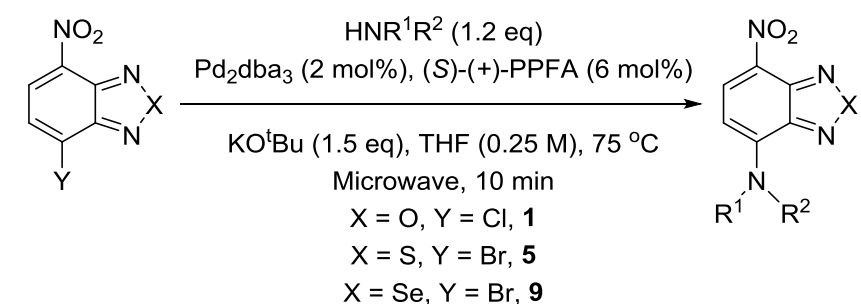 NO₂
N
X
N
Y
HNR¹R² (1.2 eq)
Pd₂dba₃ (2 mol%), (S)-(+)-PPFA (6 mol%)
KOᵗBu (1.5 eq), THF (0.25 M), 75 ºC
Microwave, 10 min
X = O, Y = Cl, 1
X = S, Y = Br, 5
X = Se, Y = Br, 9
NO₂
N
X
N
N
R¹ R²